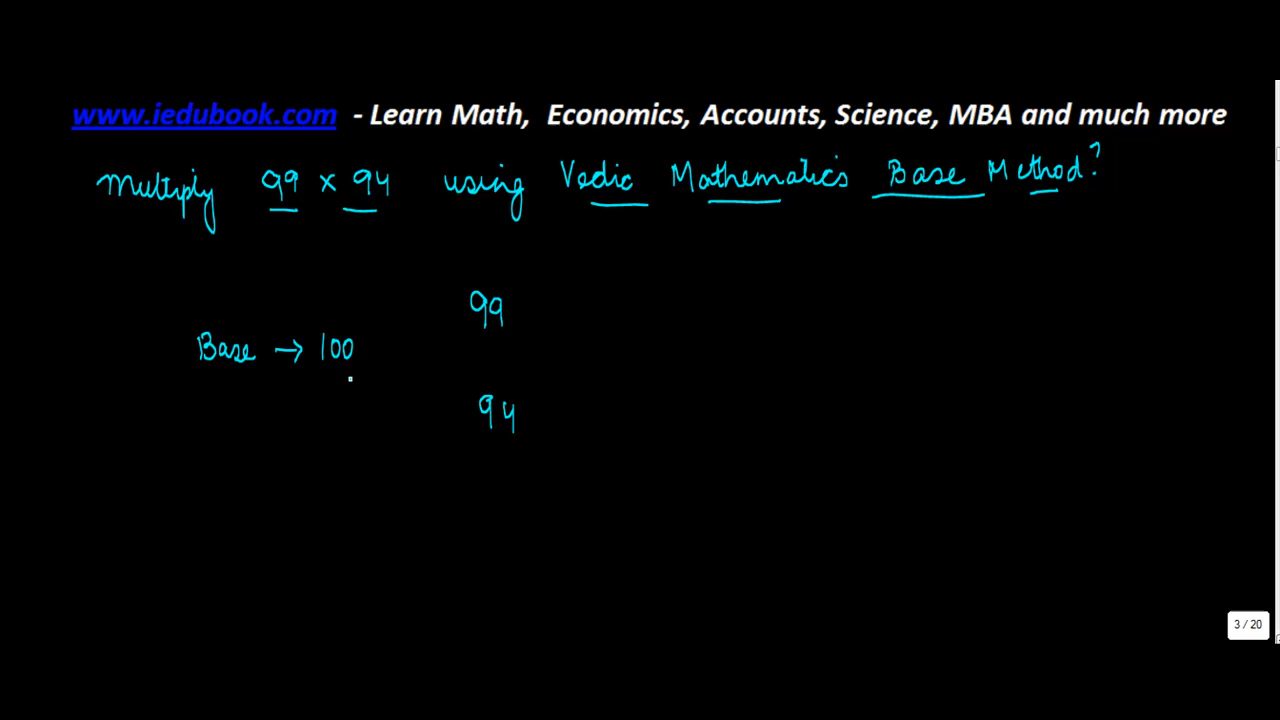 www.iedubook.com - Learn Math, Economics, Accounts, Science, MBA and much more
Multiply 99 x 94 using Vedic Mathematics Base Method?
99
Base → 100
94
3 / 20